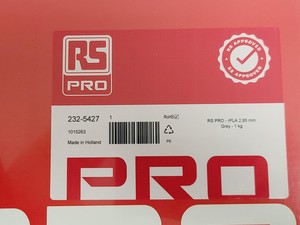 RS
PRO
RS APPROVED
RS APPROVED
232-5427
1
RoHS
RS PRO - rPLA 2.85 mm
Grey - 1 kg
1015263
Made in Holland
PS
PRO